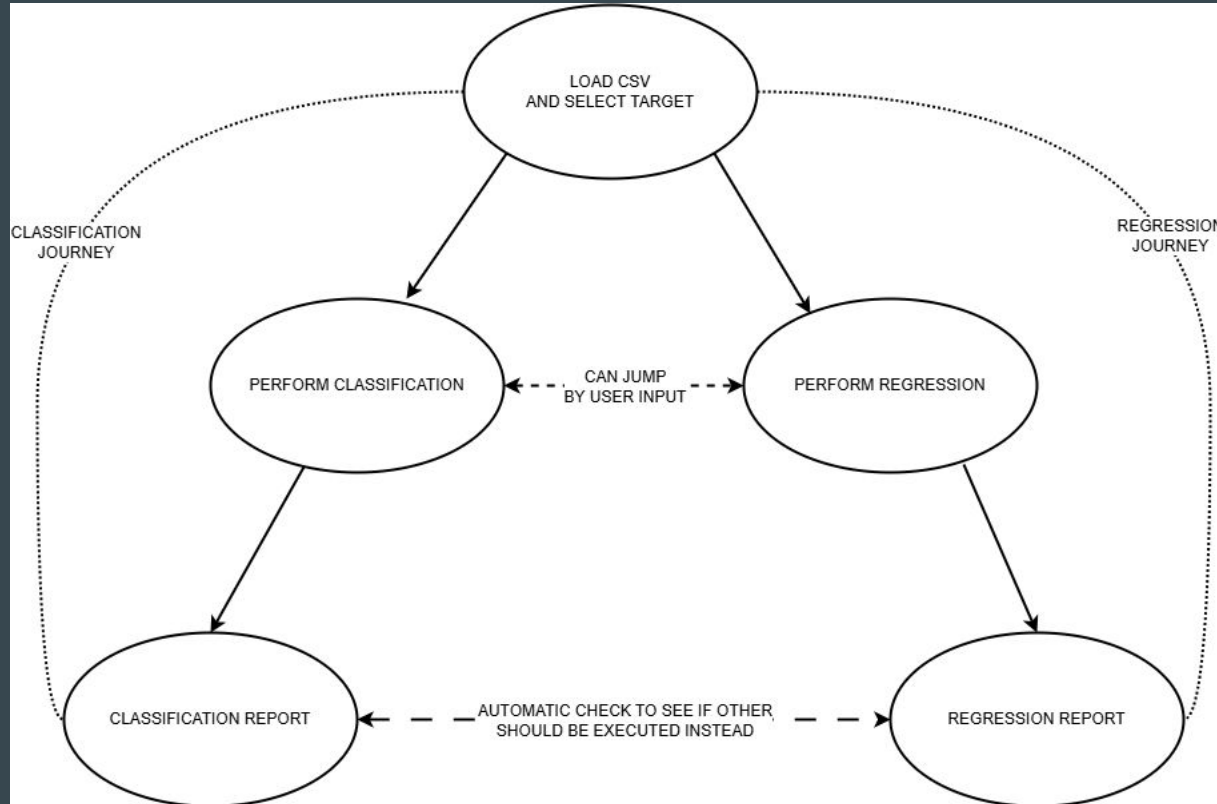 LOAD CSV
AND SELECT TARGET
CLASSIFICATION
JOURNEY
REGRESSION
JOURNEY
PERFORM CLASSIFICATION
CAN JUMP
BY USER INPUT
PERFORM REGRESSION
CLASSIFICATION REPORT
AUTOMATIC CHECK TO SEE IF OTHER
SHOULD BE EXECUTED INSTEAD
REGRESSION REPORT